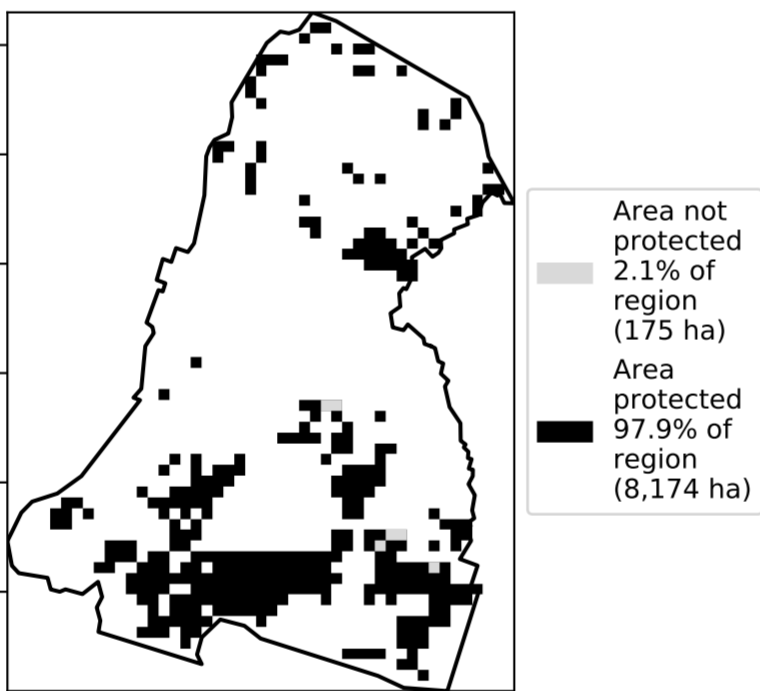 Area not
protected
2.1% of
region
(175 ha)
Area
protected
97.9% of
region
(8,174 ha)